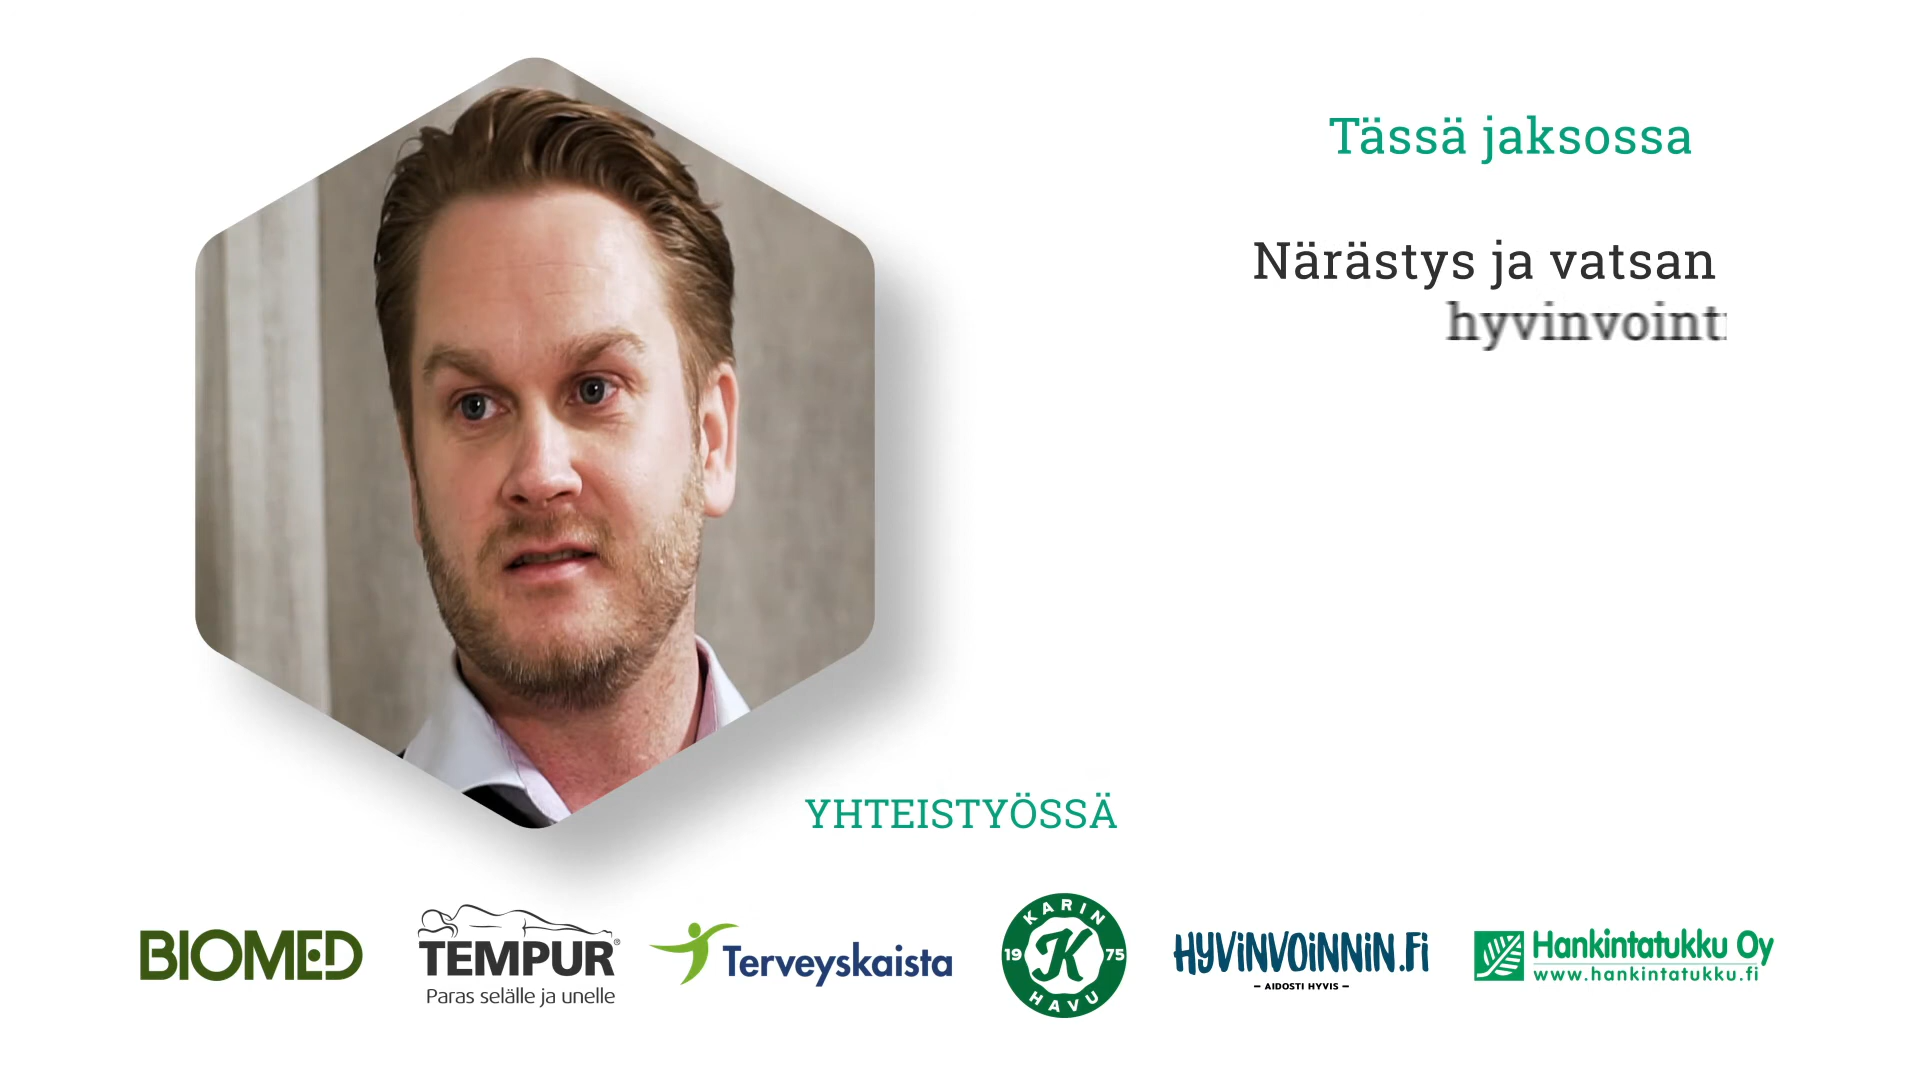 Tässä jaksossa
Närästys ja vatsan
hyvinvointi
YHTEISTYÖSSÄ
BIOMED
TEMPUR®
Paras selälle ja unelle
Terveyskaista
KARIN
19 K 75
HAVU
HYVINVOINNIN.FI
– AIDOSTI HYVIS –
Hankintatukku Oy
www.hankintatukku.fi